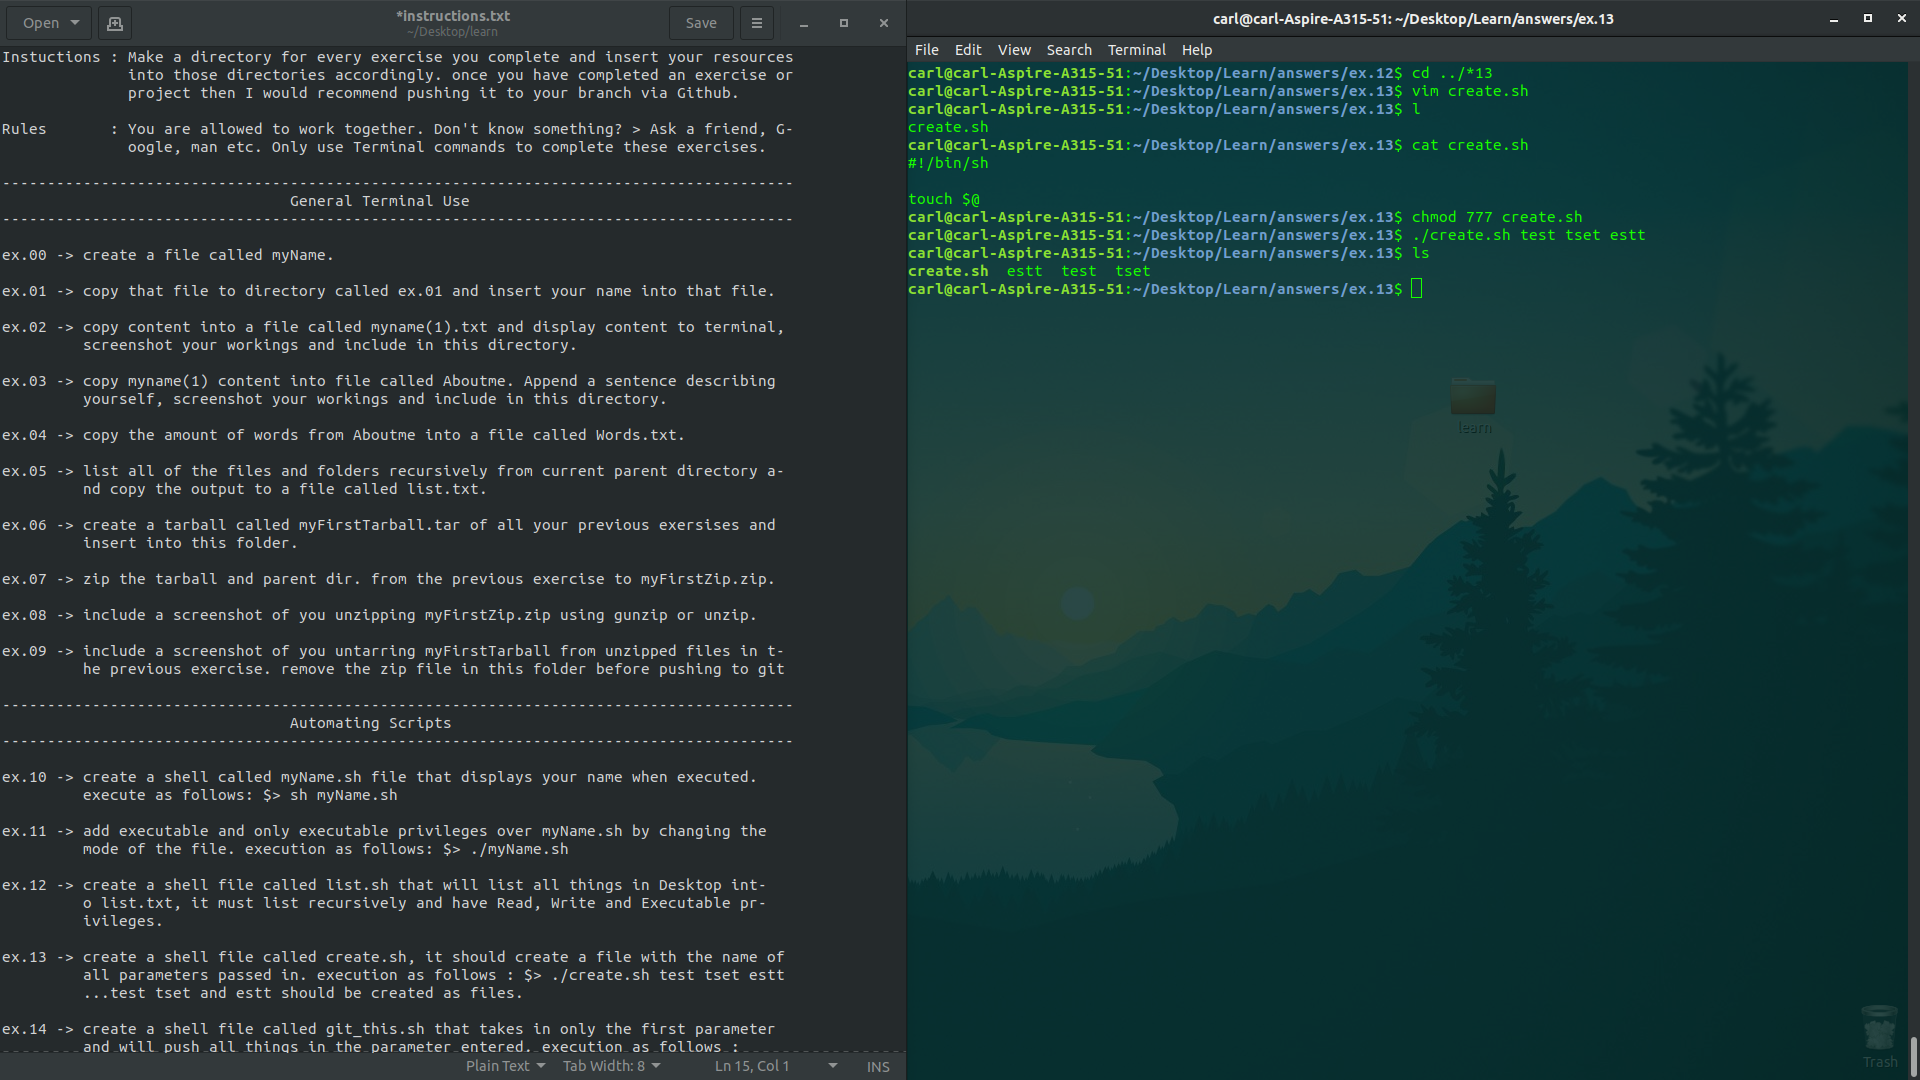 Open
*instructions.txt
~/Desktop/learn
Save
Instuctions : Make a directory for every exercise you complete and insert your resources
into those directories accordingly. once you have completed an exercise or
project then I would recommend pushing it to your branch via Github.
Rules : You are allowed to work together. Don't know something? > Ask a friend, G-
oogle, man etc. Only use Terminal commands to complete these exercises.
----------------------------------------------------------------------------------------
General Terminal Use
----------------------------------------------------------------------------------------
ex.00 -> create a file called myName.
ex.01 -> copy that file to directory called ex.01 and insert your name into that file.
ex.02 -> copy content into a file called myname(1).txt and display content to terminal,
screenshot your workings and include in this directory.
ex.03 -> copy myname(1) content into file called Aboutme. Append a sentence describing
yourself, screenshot your workings and include in this directory.
ex.04 -> copy the amount of words from Aboutme into a file called Words.txt.
ex.05 -> list all of the files and folders recursively from current parent directory a-
nd copy the output to a file called list.txt.
ex.06 -> create a tarball called myFirstTarball.tar of all your previous exersises and
insert into this folder.
ex.07 -> zip the tarball and parent dir. from the previous exercise to myFirstZip.zip.
ex.08 -> include a screenshot of you unzipping myFirstZip.zip using gunzip or unzip.
ex.09 -> include a screenshot of you untarring myFirstTarball from unzipped files in t-
he previous exercise. remove the zip file in this folder before pushing to git
----------------------------------------------------------------------------------------
Automating Scripts
----------------------------------------------------------------------------------------
ex.10 -> create a shell called myName.sh file that displays your name when executed.
execute as follows: $> sh myName.sh
ex.11 -> add executable and only executable privileges over myName.sh by changing the
mode of the file. execution as follows: $> ./myName.sh
ex.12 -> create a shell file called list.sh that will list all things in Desktop int-
o list.txt, it must list recursively and have Read, Write and Executable pr-
ivileges.
ex.13 -> create a shell file called create.sh, it should create a file with the name of
all parameters passed in. execution as follows : $> ./create.sh test tset estt
...test tset and estt should be created as files.
ex.14 -> create a shell file called git_this.sh that takes in only the first parameter
and will push all things in the parameter entered. execution as follows :
Plain Text
Tab Width: 8
Ln 15, Col 1
INS
carl@carl-Aspire-A315-51: ~/Desktop/Learn/answers/ex.13
File Edit View Search Terminal Help
carl@carl-Aspire-A315-51:~/Desktop/Learn/answers/ex.12$ cd ../*13
carl@carl-Aspire-A315-51:~/Desktop/Learn/answers/ex.13$ vim create.sh
carl@carl-Aspire-A315-51:~/Desktop/Learn/answers/ex.13$ l
create.sh
carl@carl-Aspire-A315-51:~/Desktop/Learn/answers/ex.13$ cat create.sh
#!/bin/sh
touch $@
carl@carl-Aspire-A315-51:~/Desktop/Learn/answers/ex.13$ chmod 777 create.sh
carl@carl-Aspire-A315-51:~/Desktop/Learn/answers/ex.13$ ./create.sh test tset estt
carl@carl-Aspire-A315-51:~/Desktop/Learn/answers/ex.13$ ls
create.sh estt test tset
carl@carl-Aspire-A315-51:~/Desktop/Learn/answers/ex.13$
learn
Trash